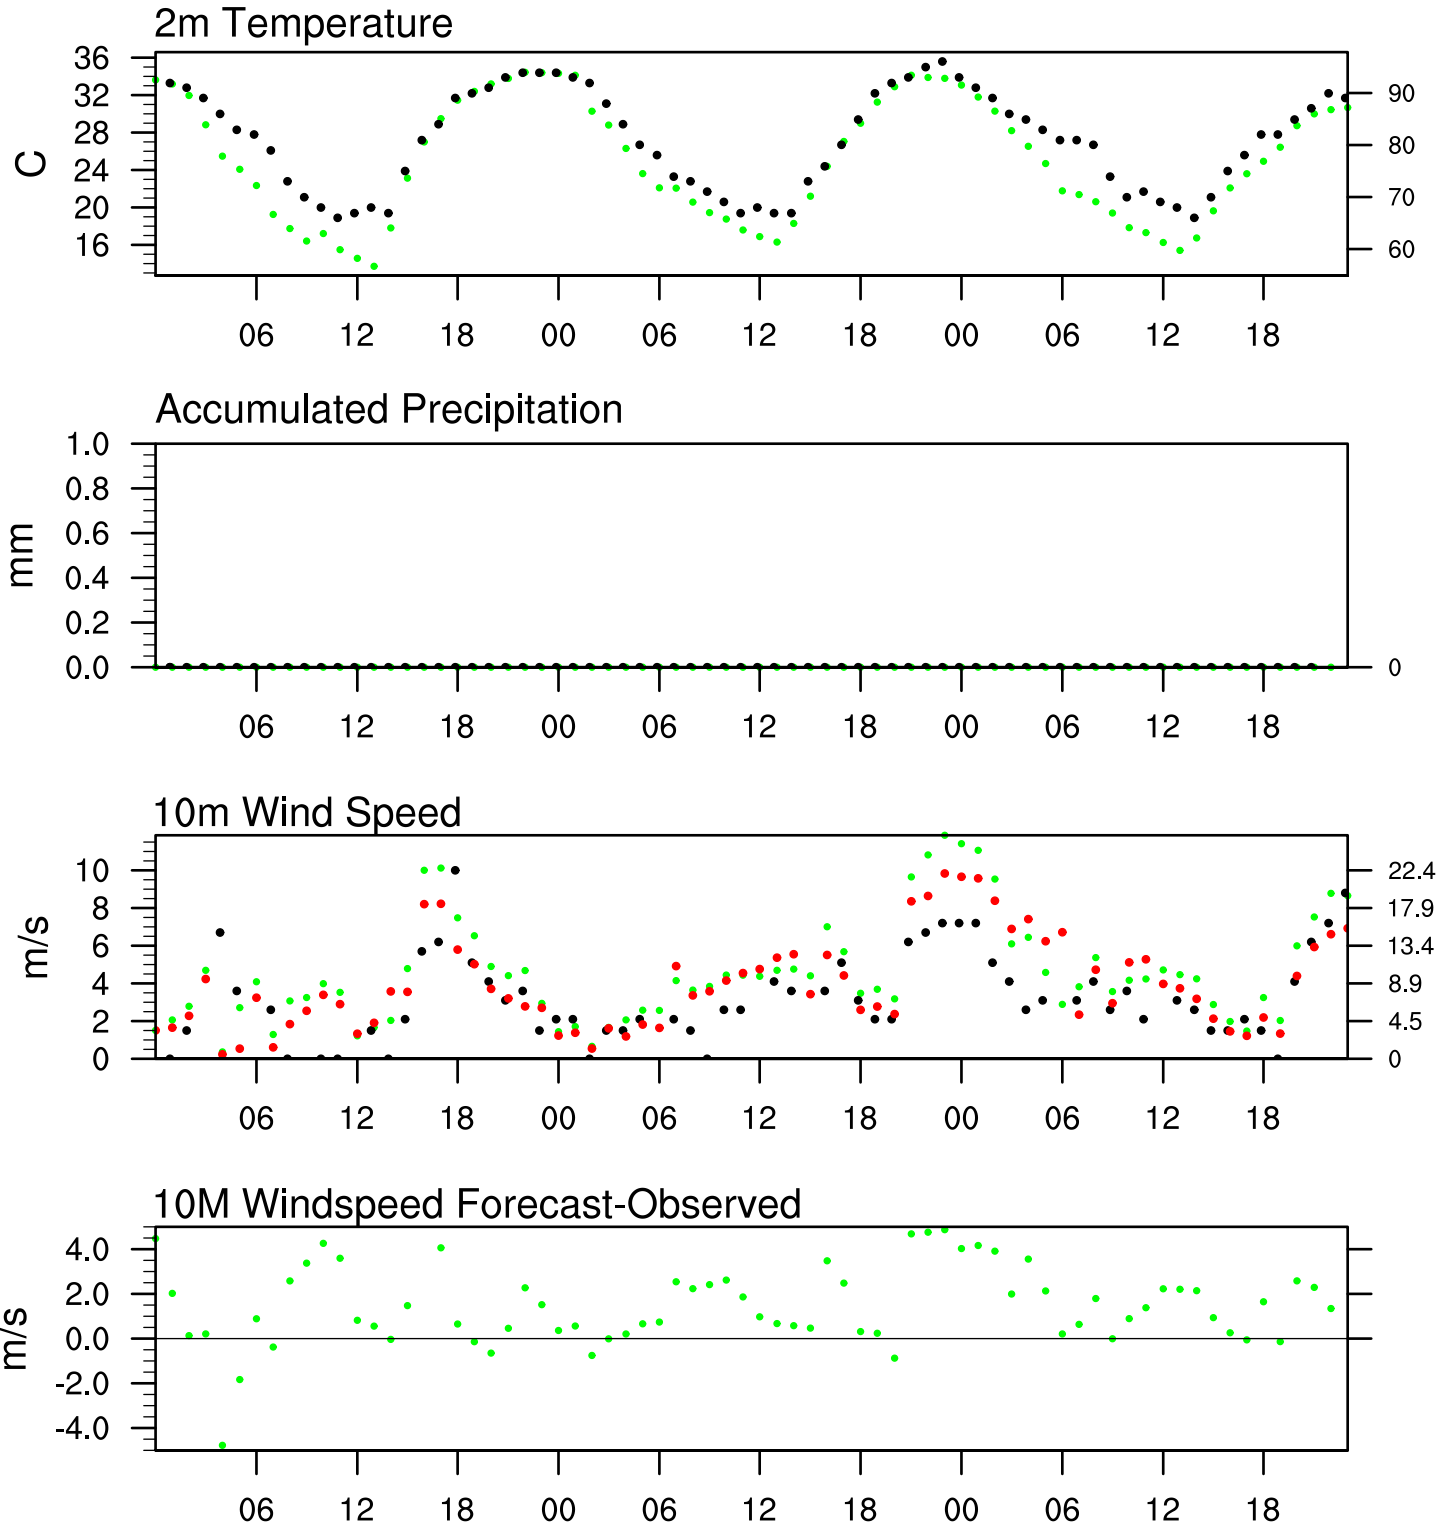 2m Temperature
36
32
28
24
20
16
C
90
80
70
60
06 12 18 00 06 12 18 00 06 12 18
Accumulated Precipitation
1.0
0.8
0.6
0.4
0.2
0.0
mm
0
06 12 18 00 06 12 18 00 06 12 18
10m Wind Speed
10
8
6
4
2
0
m/s
22.4
17.9
13.4
8.9
4.5
0
06 12 18 00 06 12 18 00 06 12 18
10M Windspeed Forecast-Observed
4.0
2.0
0.0
-2.0
-4.0
m/s
06 12 18 00 06 12 18 00 06 12 18